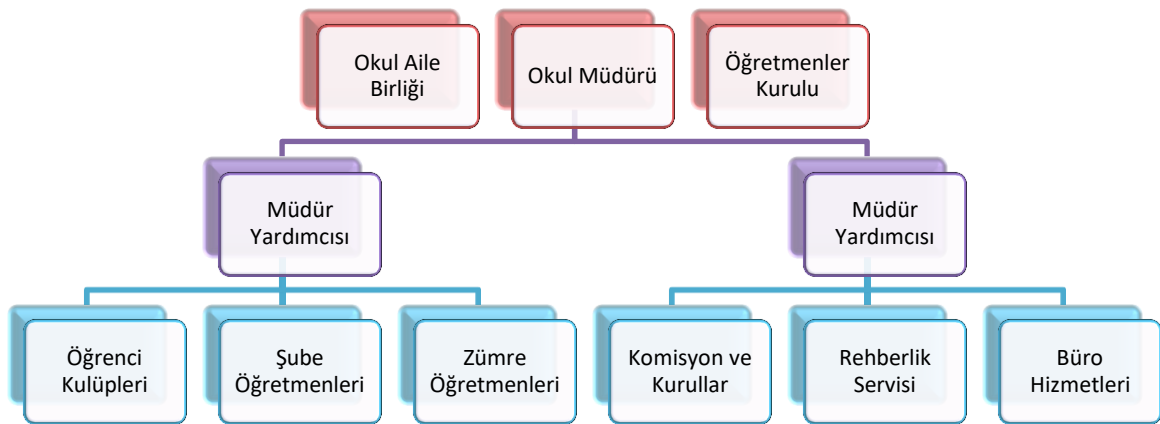 Okul Aile
Birliği
Okul Müdürü
Öğretmenler
Kurulu
Müdür
Yardımcısı
Müdür
Yardımcısı
Öğrenci
Kulüpleri
Şube
Öğretmenleri
Zümre
Öğretmenleri
Komisyon ve
Kurullar
Rehberlik
Servisi
Büro
Hizmetleri